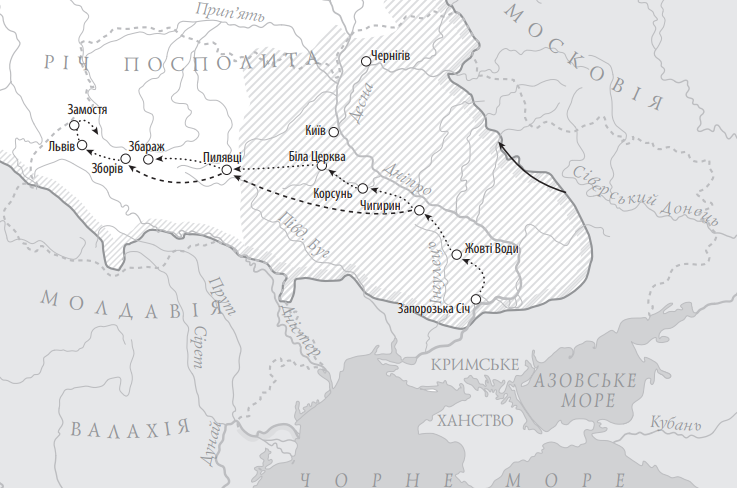 Прип'ять
МОСКОВІЯ
РІЧ ПОСПОЛИТА
Чернігів
Десна
Замостя
Київ
Львів
Збараж
Зборів
Пилявці
Біла Церква
Дніпро
Сіверський Донець
Корсунь
Чигирин
Півд. Буг
Інгулець
Жовті Води
Запорозька Січ
МОЛДАВІЯ
Прут
Сірет
Дністер
КРИМСЬКЕ
ХАНСТВО
АЗОВСЬКЕ
МОРЕ
Кубань
ВАЛАХІЯ
Дунай
ЧОРНЕ МОРЕ